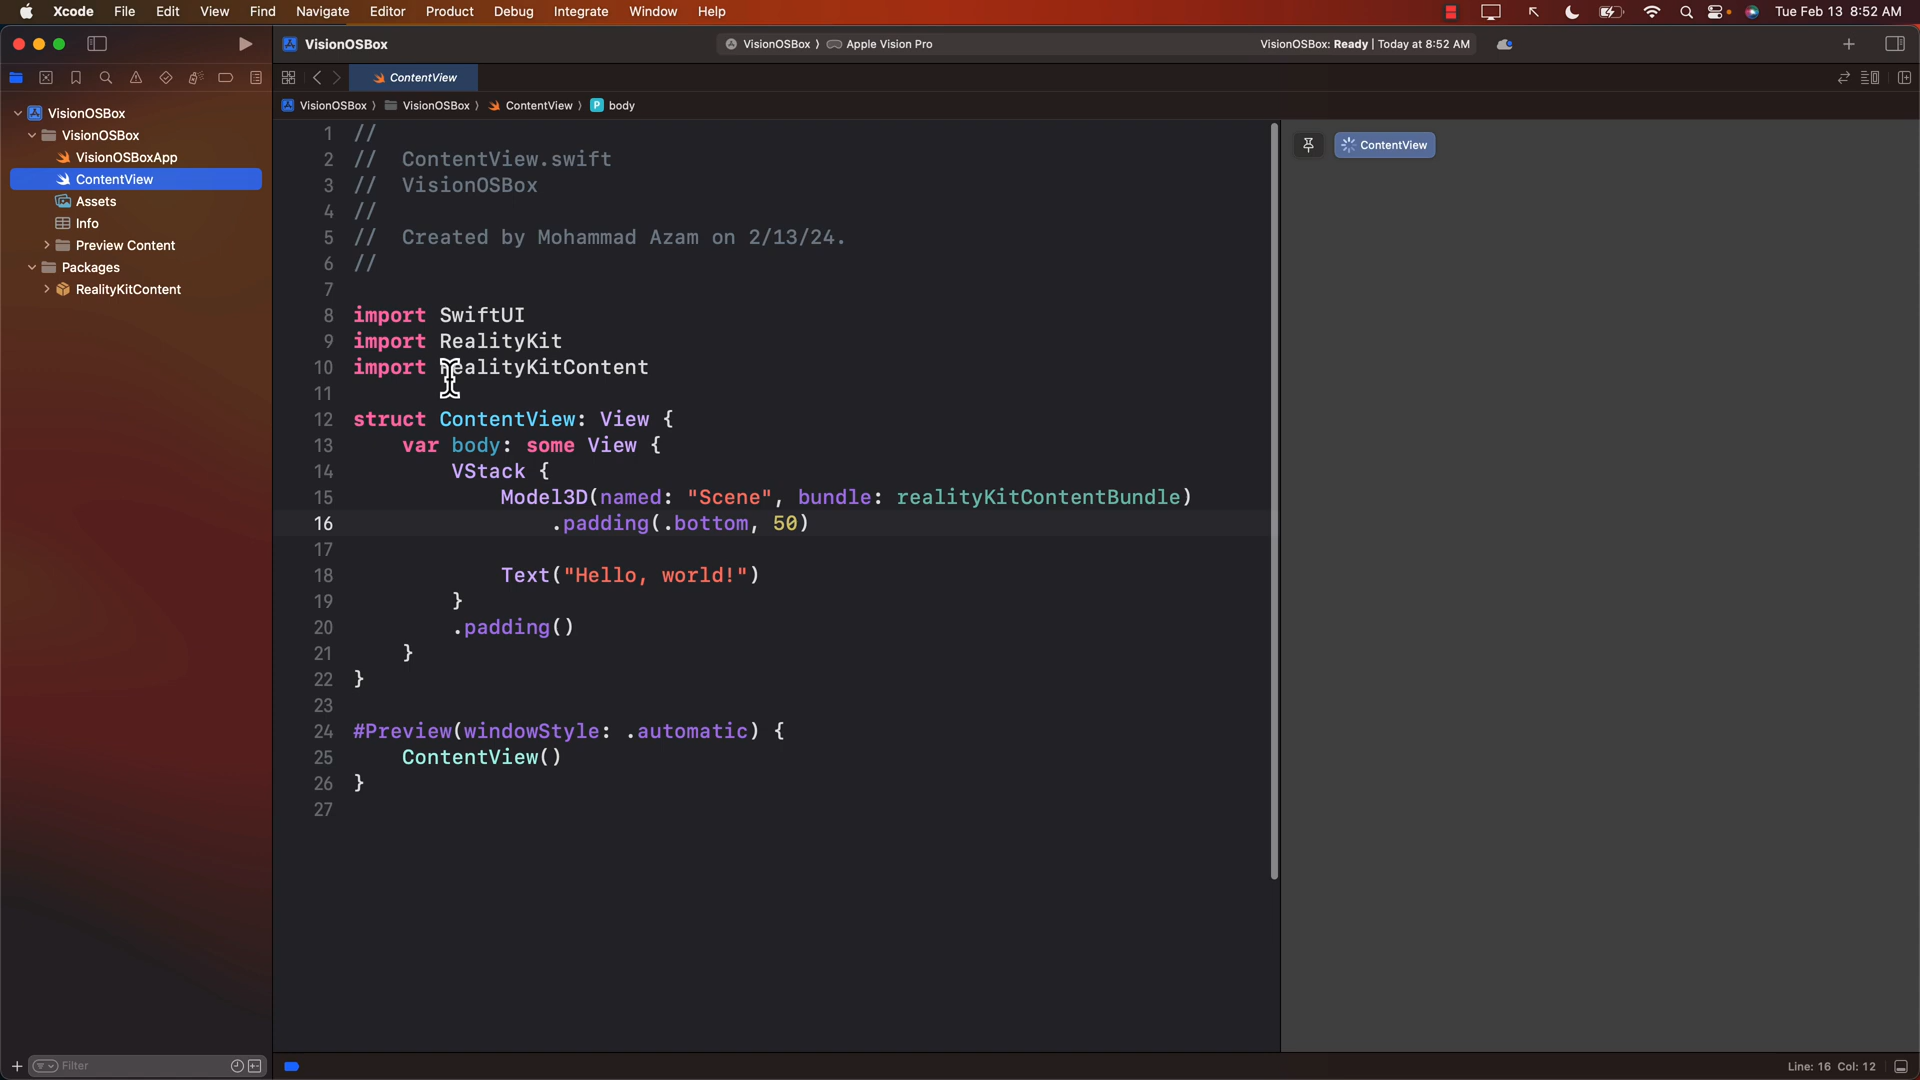 Xcode File Edit View Find Navigate Editor Product Debug Integrate Window Help Tue Feb 13 8:52 AM
VisionOSBox VisionOSBox 〉 Apple Vision Pro VisionOSBox: Ready | Today at 8:52 AM
ContentView
VisionOSBox 〉 VisionOSBox 〉 ContentView 〉 P body
VisionOSBox
VisionOSBox
VisionOSBoxApp
ContentView
Assets
Info
Preview Content
Packages
RealityKitContent
1 //
2 //  ContentView.swift
3 //  VisionOSBox
4 //
5 //  Created by Mohammad Azam on 2/13/24.
6 //
7
8 import SwiftUI
9 import RealityKit
10 import RealityKitContent
11
12 struct ContentView: View {
13     var body: some View {
14         VStack {
15             Model3D(named: "Scene", bundle: realityKitContentBundle)
16                 .padding(.bottom, 50)
17
18             Text("Hello, world!")
19         }
20         .padding()
21     }
22 }
23
24 #Preview(windowStyle: .automatic) {
25     ContentView()
26 }
27
ContentView
Filter
Line: 16 Col: 12